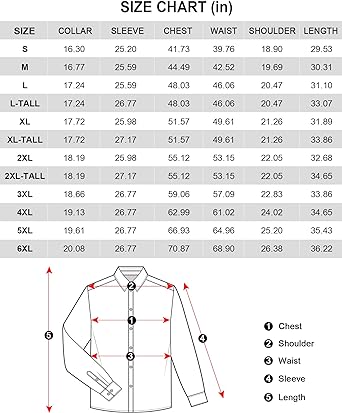 SIZE CHART (in)
SIZE COLLAR SLEEVE CHEST WAIST SHOULDER LENGTH
S 16.30 25.20 41.73 39.76 18.90 29.53
M 16.77 25.59 44.49 42.52 19.69 30.31
L 17.24 25.59 48.03 46.06 20.47 31.10
L-TALL 17.24 26.77 48.03 46.06 20.47 33.07
XL 17.72 25.98 51.57 49.61 21.26 31.89
XL-TALL 17.72 27.17 51.57 49.61 21.26 33.86
2XL 18.19 25.98 55.12 53.15 22.05 32.68
2XL-TALL 18.19 26.77 55.12 53.15 22.05 34.65
3XL 18.66 26.77 59.06 57.09 22.83 33.86
4XL 19.13 26.77 62.99 61.02 24.02 34.65
5XL 19.61 26.77 66.93 64.96 25.20 35.43
6XL 20.08 26.77 70.87 68.90 26.38 36.22
2
1
3
4
5
5
1 Chest
2 Shoulder
3 Waist
4 Sleeve
5 Length